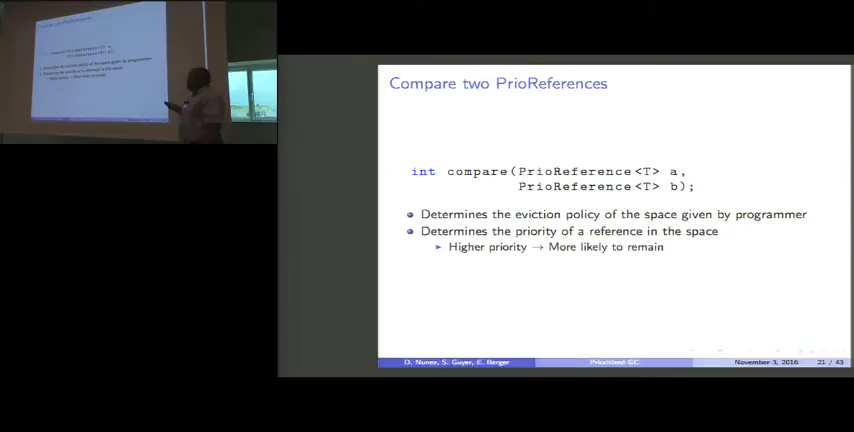 Compare two PrioReferences
int compare(PrioReference<T> a,
PrioReference<T> b);
Determines the eviction policy of the space given by programmer
Determines the priority of a reference in the space
Higher priority → More likely to remain
D. Nunez, S. Guyer, E. Berger
Prioritized GC
November 3, 2016
21 / 43